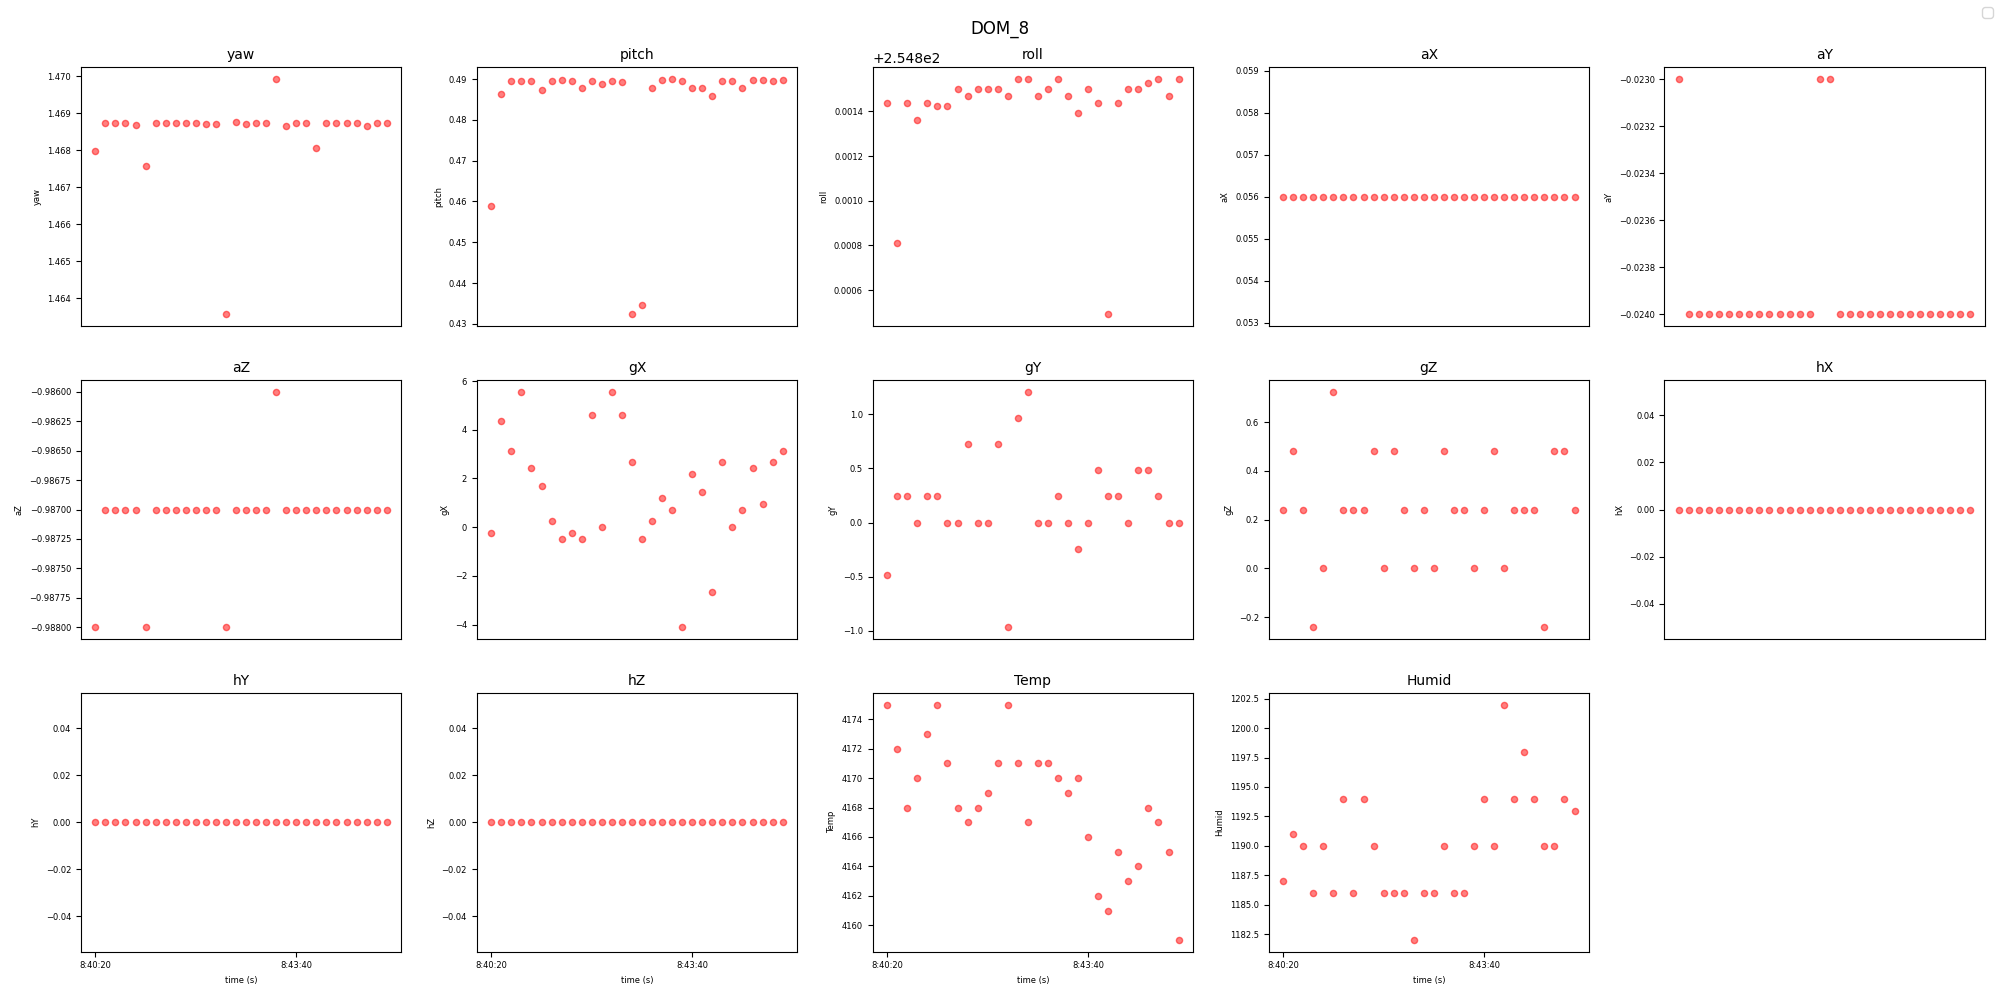 DOM_8
yaw
pitch
roll
aX
aY
+2.548e2
1.470
1.469
1.468
1.467
1.466
1.465
1.464
yaw
0.49
0.48
0.47
0.46
0.45
0.44
0.43
pitch
0.0014
0.0012
0.0010
0.0008
0.0006
roll
0.059
0.058
0.057
0.056
0.055
0.054
0.053
aX
−0.0230
−0.0232
−0.0234
−0.0236
−0.0238
−0.0240
aY
aZ
gX
gY
gZ
hX
−0.98600
−0.98625
−0.98650
−0.98675
−0.98700
−0.98725
−0.98750
−0.98775
−0.98800
aZ
6
4
2
0
−2
−4
gX
1.0
0.5
0.0
−0.5
−1.0
gY
0.6
0.4
0.2
0.0
−0.2
gZ
0.04
0.02
0.00
−0.02
−0.04
hX
hY
hZ
Temp
Humid
0.04
0.02
0.00
−0.02
−0.04
hY
8:40:20
8:43:40
time (s)
0.04
0.02
0.00
−0.02
−0.04
hZ
8:40:20
8:43:40
time (s)
4174
4172
4170
4168
4166
4164
4162
4160
Temp
8:40:20
8:43:40
time (s)
1202.5
1200.0
1197.5
1195.0
1192.5
1190.0
1187.5
1185.0
1182.5
Humid
8:40:20
8:43:40
time (s)